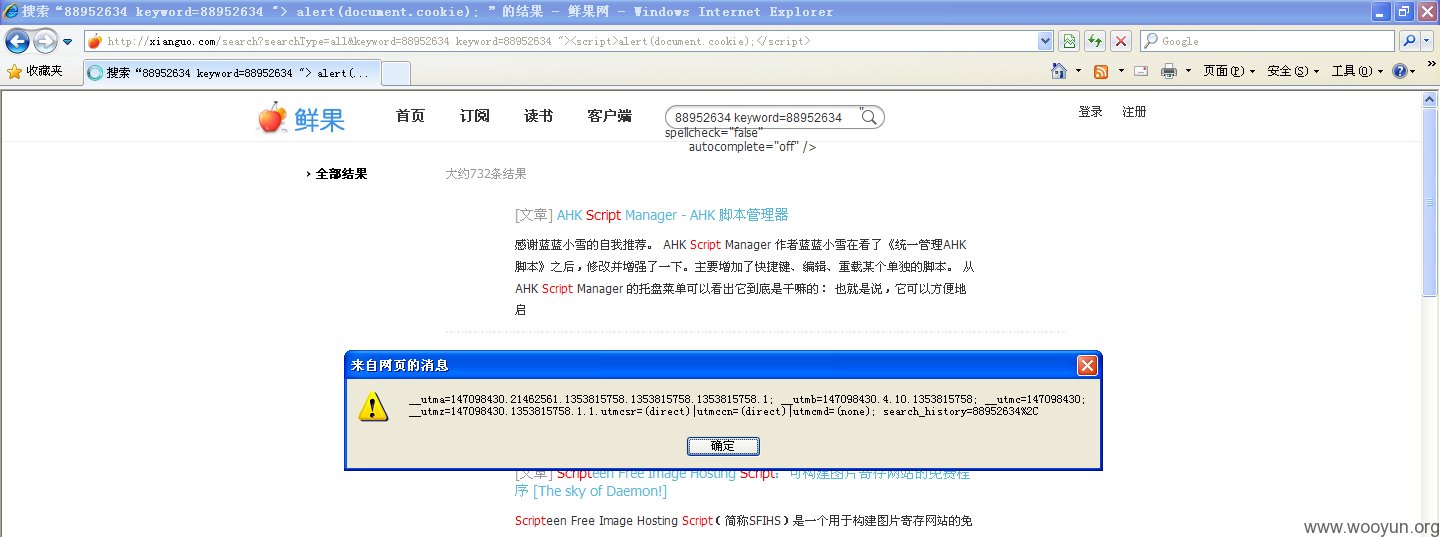 搜索“88952634 keyword=88952634 "> alert(document.cookie); ”的结果 - 鲜果网 - Windows Internet Explorer
http://xianguo.com/search?searchType=all&keyword=88952634 keyword=88952634 "><script>alert(document.cookie);</script>
Google
收藏夹
搜索“88952634 keyword=88952634 "> alert(...
页面(P)
安全(S)
工具(O)
鲜果
首页
订阅
读书
客户端
88952634 keyword=88952634
"
登录
注册
spellcheck="false"
autocomplete="off" />
全部结果
大约732条结果
[文章] AHK Script Manager - AHK 脚本管理器
感谢蓝蓝小雪的自我推荐。 AHK Script Manager 作者蓝蓝小雪在看了《统一管理AHK
脚本》之后，修改并增强了一下。主要增加了快捷键、编辑、重载某个单独的脚本。 从
AHK Script Manager 的托盘菜单可以看出它到底是干嘛的： 也就是说，它可以方便地
启
来自网页的消息
__utma=147098430.21462561.1353815758.1353815758.1353815758.1; __utmb=147098430.4.10.1353815758; __utmc=147098430;
__utmz=147098430.1353815758.1.1.utmcsr=(direct)|utmccn=(direct)|utmcmd=(none); search_history=88952634%2C
确定
[文章] Scripteen Free Image Hosting Script：可构建图片寄存网站的免费程
序 [The sky of Daemon!]
Scripteen Free Image Hosting Script（简称SFIHS）是一个用于构建图片寄存网站的免
www.wooyun.org